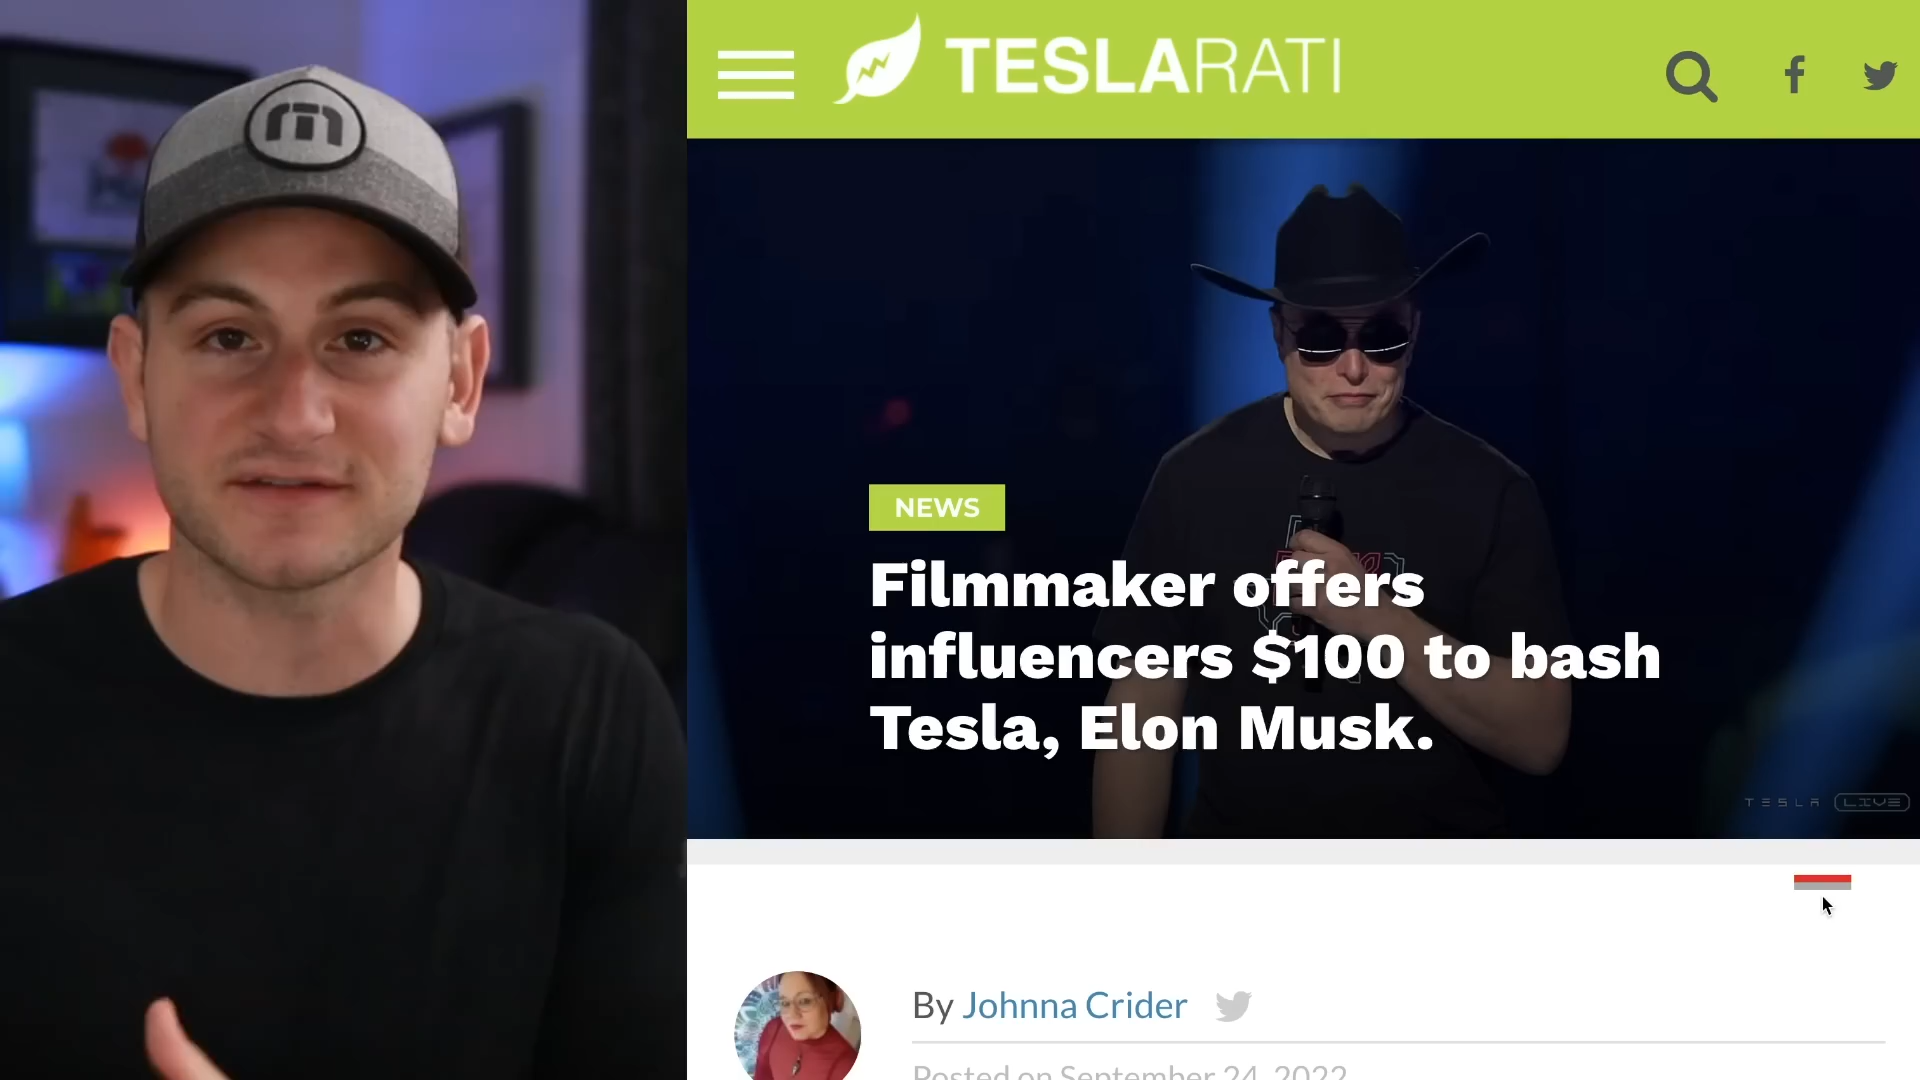 TESLARATI
NEWS
Filmmaker offers
influencers $100 to bash
Tesla, Elon Musk.
TESLA LIVE
By Johnna Crider
Posted on September 24, 2022